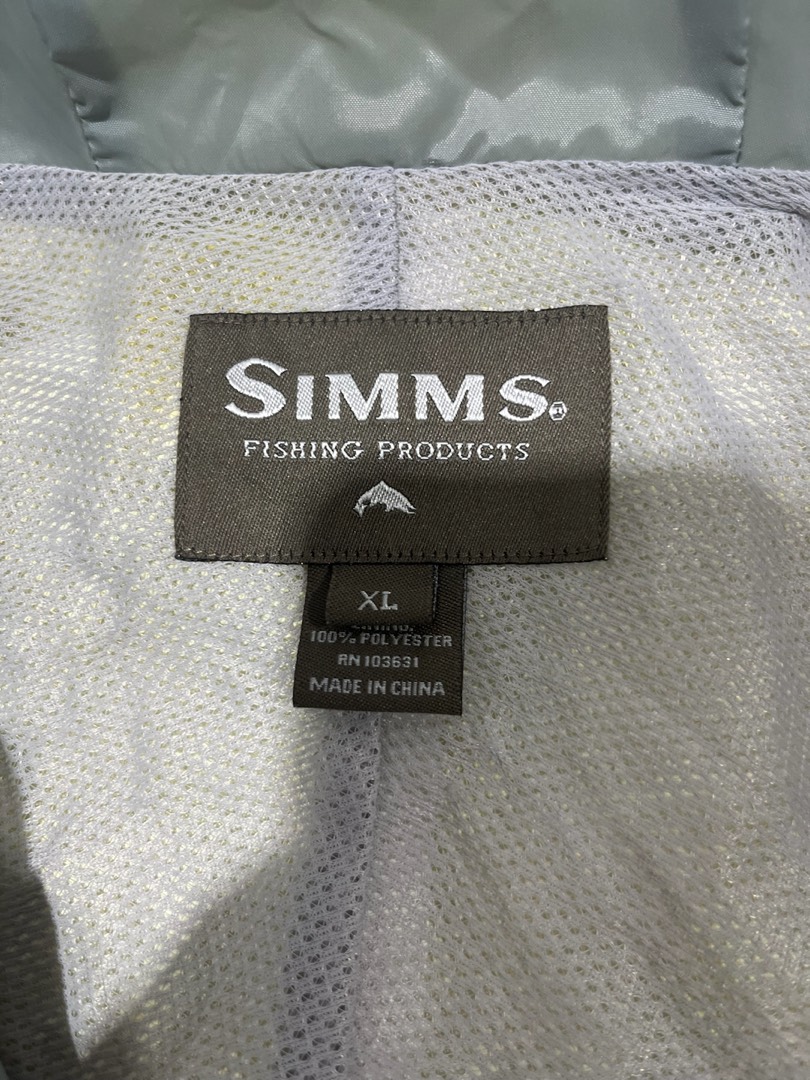 SIMMS®
FISHING PRODUCTS
XL
100% POLYESTER
RN 103631
MADE IN CHINA